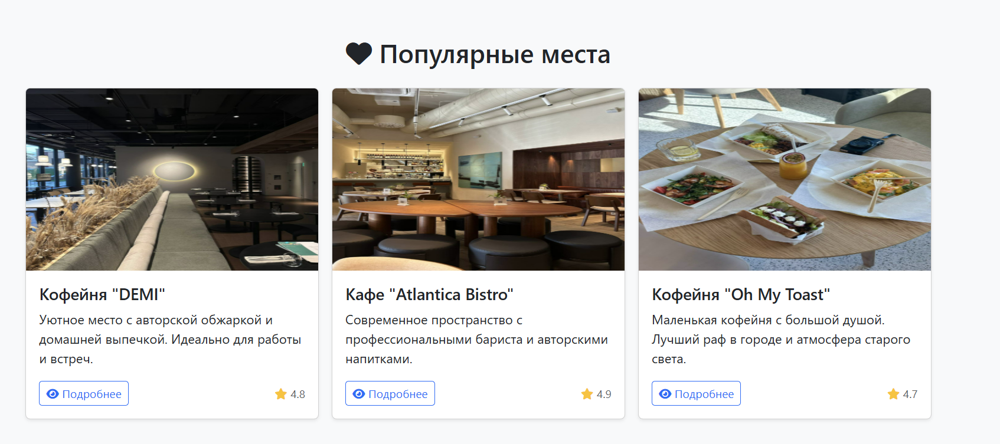 Популярные места
Кофейня "DEMI"
Уютное место с авторской обжаркой и
домашней выпечкой. Идеально для работы
и встреч.
Подробнее
4.8
Кафе "Atlantica Bistro"
Современное пространство с
профессиональными бариста и авторскими
напитками.
Подробнее
4.9
Кофейня "Oh My Toast"
Маленькая кофейня с большой душой.
Лучший раф в городе и атмосфера старого
света.
Подробнее
4.7